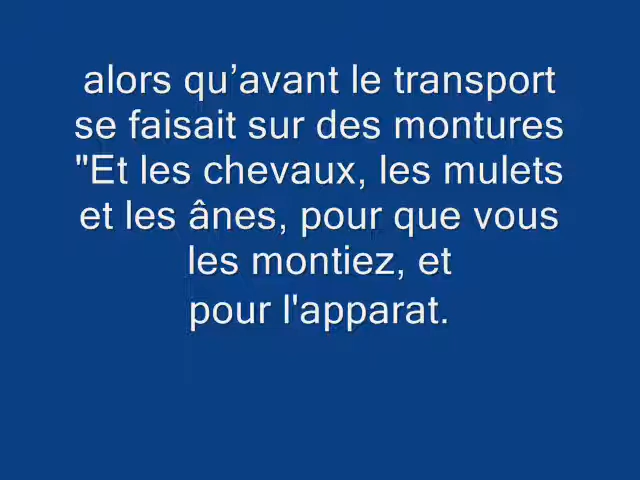 alors qu’avant le transport
se faisait sur des montures
"Et les chevaux, les mulets
et les ânes, pour que vous
les montiez, et
pour l'apparat.